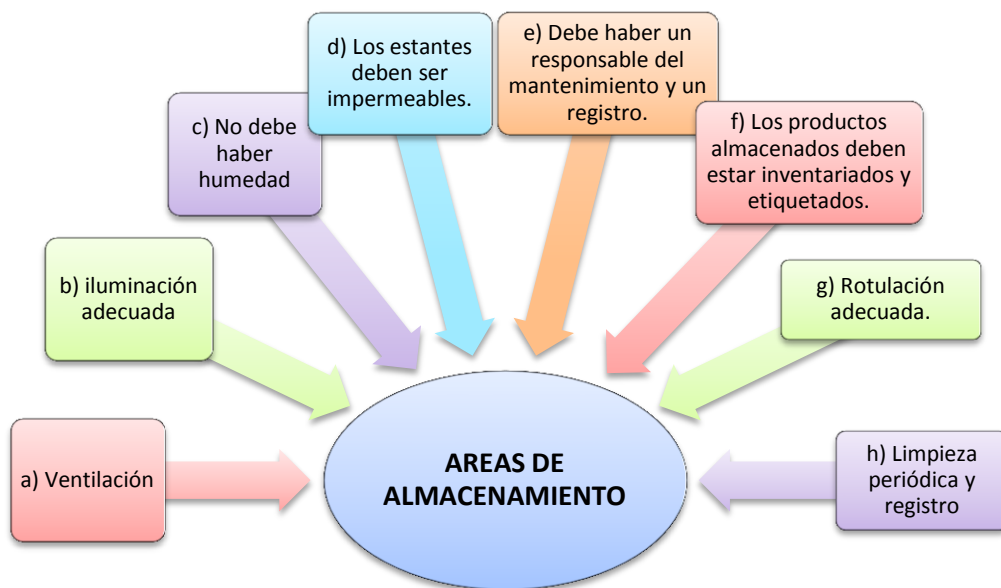 a) Ventilación
b) iluminación
adecuada
c) No debe
haber
humedad
d) Los estantes
deben ser
impermeables.
e) Debe haber un
responsable del
mantenimiento y un
registro.
f) Los productos
almacenados deben
estar inventariados y
etiquetados.
g) Rotulación
adecuada.
h) Limpieza
periódica y
registro
AREAS DE
ALMACENAMIENTO